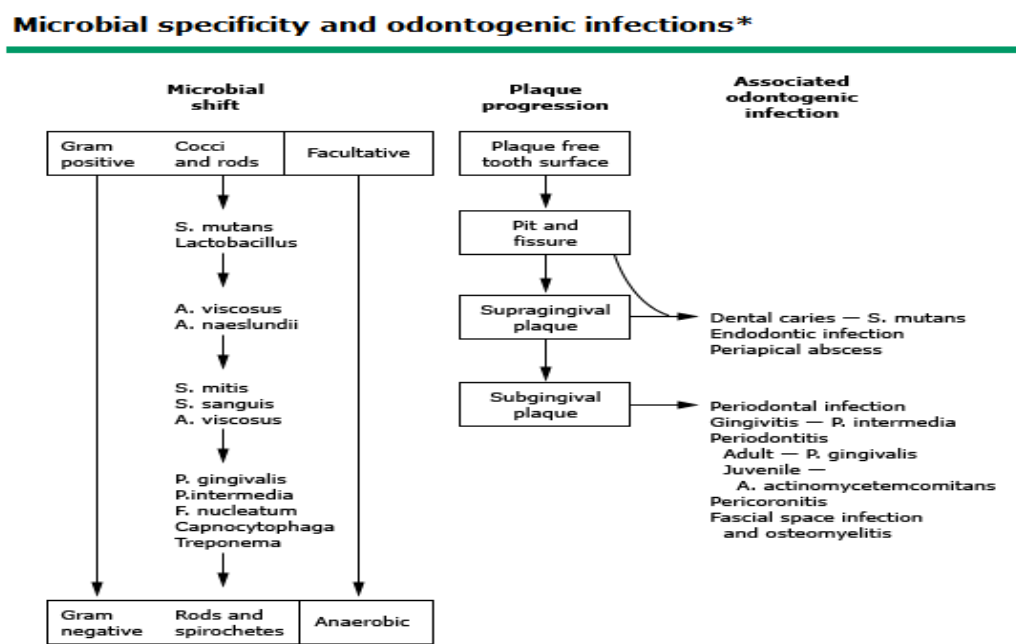 Microbial specificity and odontogenic infections*
Microbial
shift
Gram
positive
Cocci
and rods
Facultative
S. mutans
Lactobacillus
A. viscosus
A. naeslundii
S. mitis
S. sanguis
A. viscosus
P. gingivalis
P.intermedia
F. nucleatum
Capnocytophaga
Treponema
Gram
negative
Rods and
spirochetes
Anaerobic
Plaque
progression
Plaque free
tooth surface
Pit and
fissure
Supragingival
plaque
Subgingival
plaque
Associated
odontogenic
infection
Dental caries — S. mutans
Endodontic infection
Periapical abscess
Periodontal infection
Gingivitis — P. intermedia
Periodontitis
Adult — P. gingivalis
Juvenile —
A. actinomycetemcomitans
Pericoronitis
Fascial space infection
and osteomyelitis